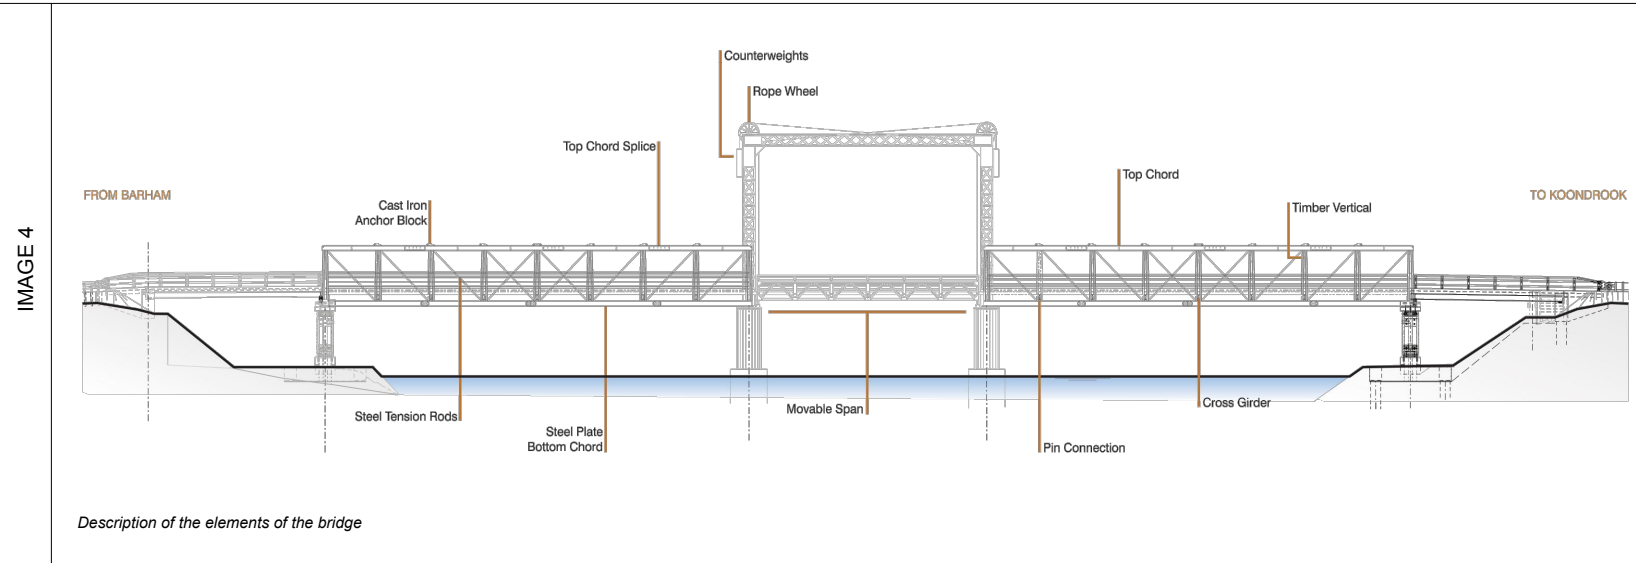 IMAGE 4
Counterweights
Rope Wheel
Top Chord Splice
Top Chord
FROM BARHAM
TO KOONDROOK
Cast Iron
Anchor Block
Timber Vertical
Steel Tension Rods
Movable Span
Cross Girder
Steel Plate
Bottom Chord
Pin Connection
Description of the elements of the bridge